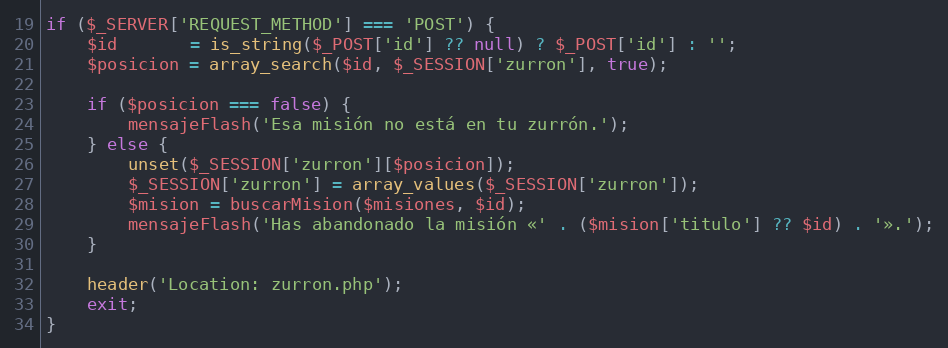 19 if ($_SERVER['REQUEST_METHOD'] === 'POST') {
20     $id       = is_string($_POST['id'] ?? null) ? $_POST['id'] : '';
21     $posicion = array_search($id, $_SESSION['zurron'], true);
22
23     if ($posicion === false) {
24         mensajeFlash('Esa misión no está en tu zurrón.');
25     } else {
26         unset($_SESSION['zurron'][$posicion]);
27         $_SESSION['zurron'] = array_values($_SESSION['zurron']);
28         $mision = buscarMision($misiones, $id);
29         mensajeFlash('Has abandonado la misión «' . ($mision['titulo'] ?? $id) . '».');
30     }
31
32     header('Location: zurron.php');
33     exit;
34 }